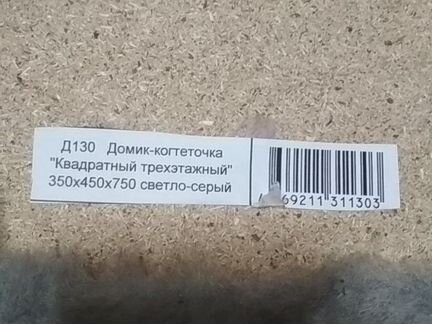 Д130 Домик-когтеточка
"Квадратный трехэтажный"
350х450х750 светло-серый
69211 311303